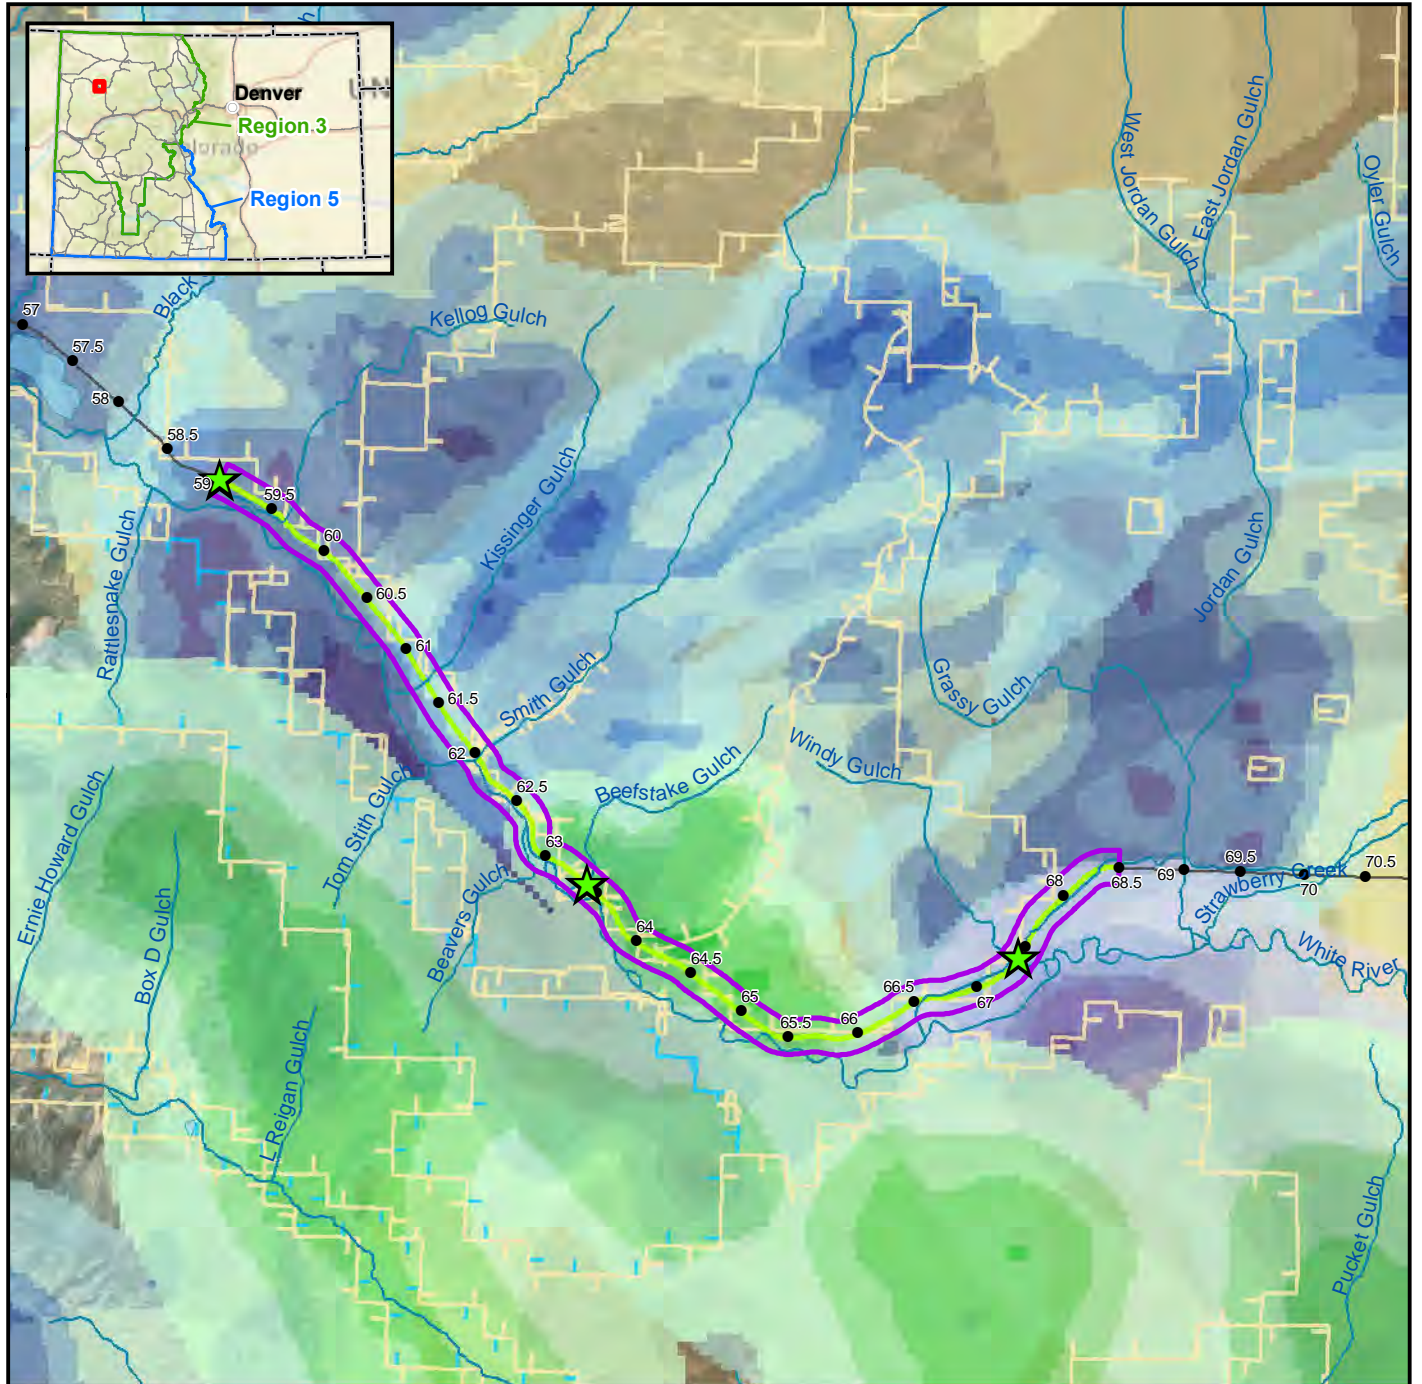 Denver
Region 3
Region 5
57
57.5
58
58.5
59
59.5
60
60.5
61
61.5
62
62.5
63
64
64.5
65
65.5
66
66.5
67
68
68.5
69
69.5
70
70.5
Black
Kellog Gulch
Kissinger Gulch
Rattlesnake Gulch
Smith Gulch
Beefstake Gulch
Windy Gulch
Grassy Gulch
West Jordan Gulch
East Jordan Gulch
Oyler Gulch
Jordan Gulch
Tom Stith Gulch
Beavers Gulch
Ernie Howard Gulch
Box D Gulch
L Reigan Gulch
Strawberry Creek
White River
Pucket Gulch